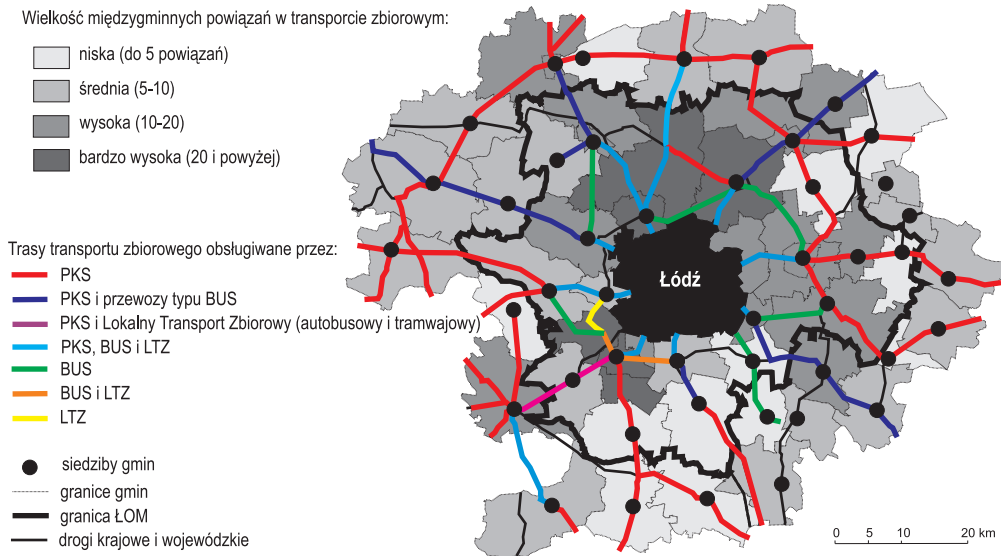 Wielkość międzygminnych powiązań w transporcie zbiorowym:
niska (do 5 powiązań)
średnia (5-10)
wysoka (10-20)
bardzo wysoka (20 i powyżej)
Trasy transportu zbiorowego obsługiwane przez:
PKS
PKS i przewozy typu BUS
PKS i Lokalny Transport Zbiorowy (autobusowy i tramwajowy)
PKS, BUS i LTZ
BUS
BUS i LTZ
LTZ
siedziby gmin
granice gmin
granica ŁOM
drogi krajowe i wojewódzkie
Łódź
0 5 10 20 km